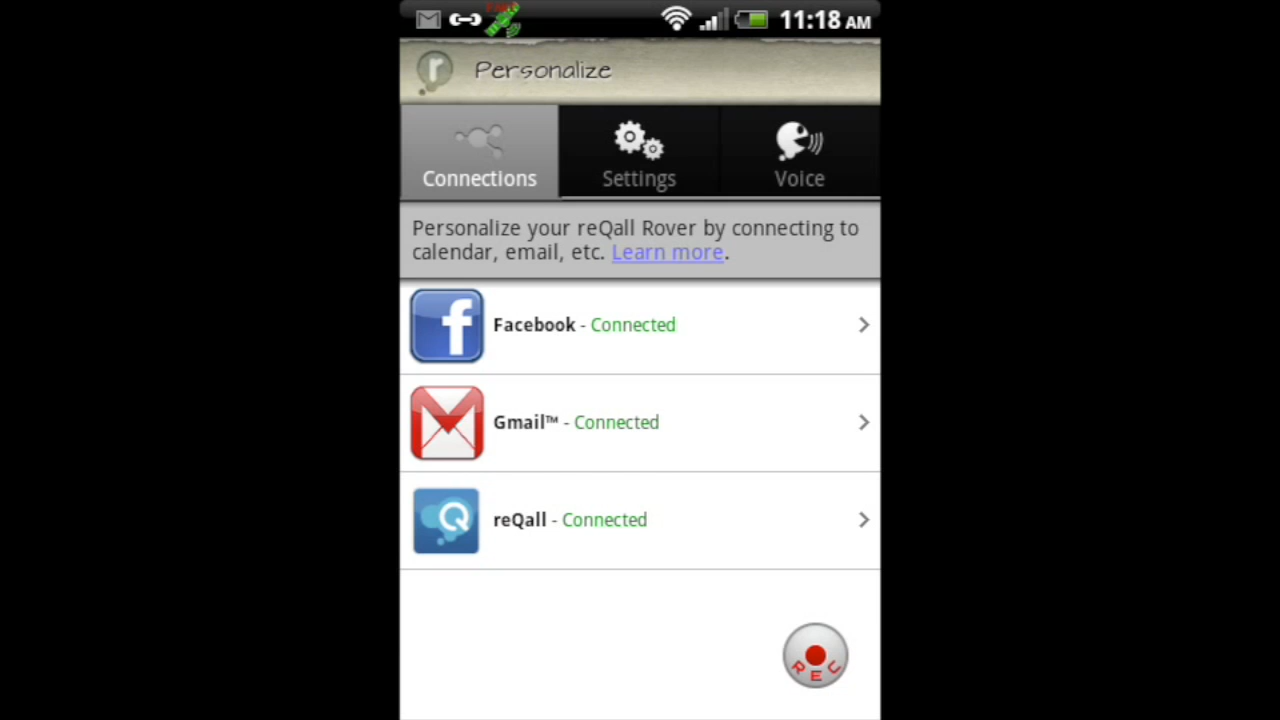 11:18 AM
Personalize
Connections
Settings
Voice
Personalize your reQall Rover by connecting to
calendar, email, etc. Learn more.
Facebook - Connected
Gmail™ - Connected
reQall - Connected
REC